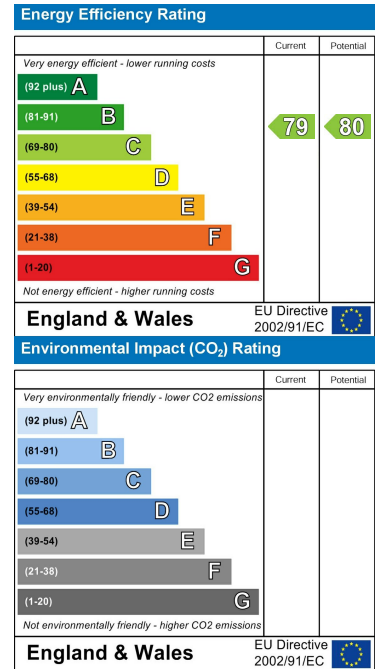 Energy Efficiency Rating
Current Potential
Very energy efficient - lower running costs
(92 plus) A
(81-91) B
79 80
(69-80) C
(55-68) D
(39-54) E
(21-38) F
(1-20) G
Not energy efficient - higher running costs
England & Wales
EU Directive
2002/91/EC
Environmental Impact (CO₂) Rating
Current Potential
Very environmentally friendly - lower CO2 emissions
(92 plus) A
(81-91) B
(69-80) C
(55-68) D
(39-54) E
(21-38) F
(1-20) G
Not environmentally friendly - higher CO2 emissions
England & Wales
EU Directive
2002/91/EC